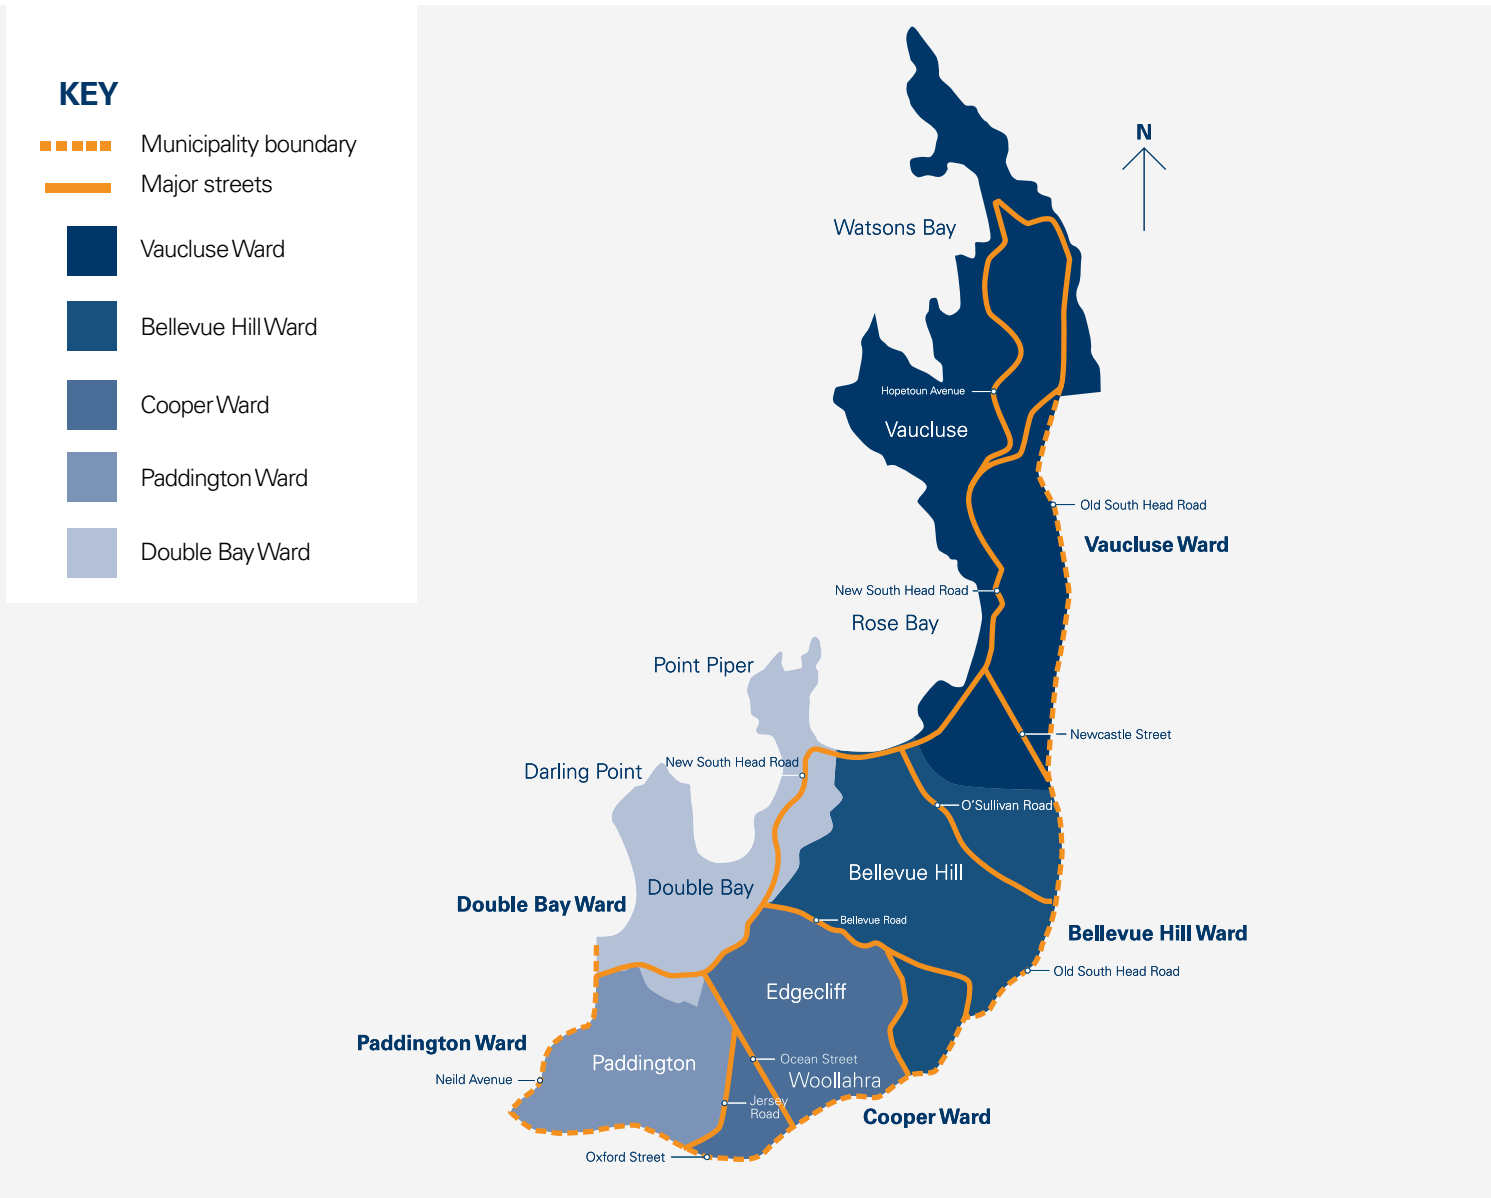 KEY
Municipality boundary
Major streets
Vaucluse Ward
Bellevue Hill Ward
Cooper Ward
Paddington Ward
Double Bay Ward
N
Watsons Bay
Hopetoun Avenue
Vaucluse
Old South Head Road
Vaucluse Ward
New South Head Road
Rose Bay
Point Piper
Newcastle Street
New South Head Road
Darling Point
O'Sullivan Road
Bellevue Hill
Double Bay
Double Bay Ward
Bellevue Road
Bellevue Hill Ward
Old South Head Road
Edgecliff
Paddington Ward
Paddington
Ocean Street
Neild Avenue
Woollahra
Jersey
Road
Cooper Ward
Oxford Street